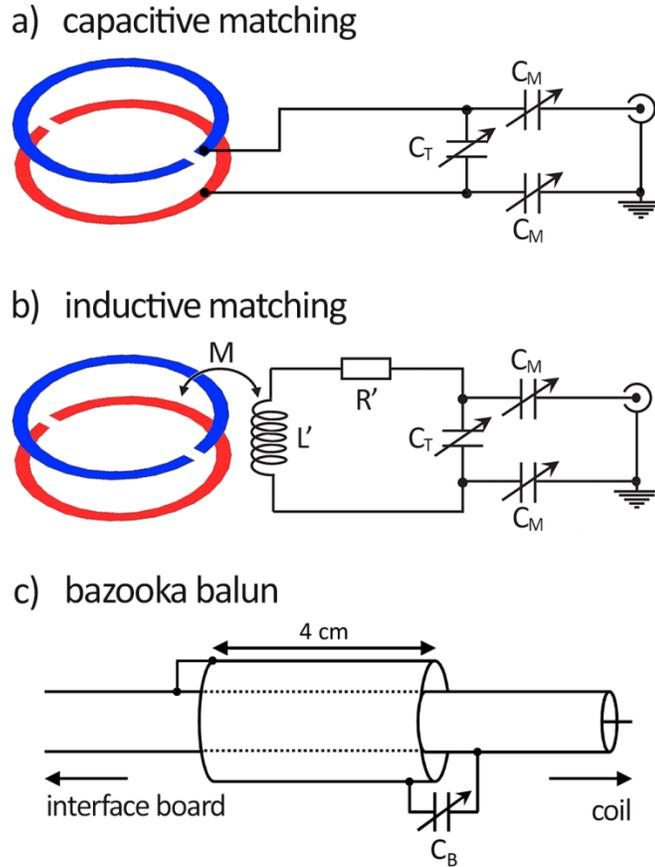 a) capacitive matching
C_M
C_T
C_M
b) inductive matching
M
C_M
R'
L'
C_T
C_M
c) bazooka balun
4 cm
interface board
coil
C_B